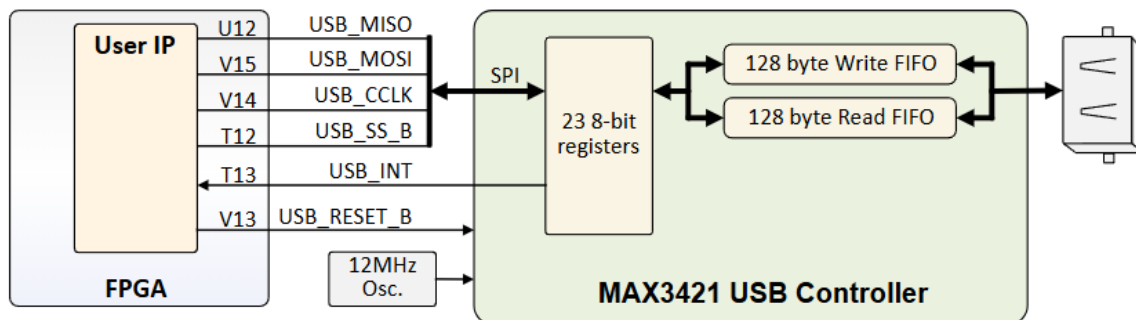 User IP
U12 USB_MISO
V15 USB_MOSI
V14 USB_CCLK
T12 USB_SS_B
T13 USB_INT
V13 USB_RESET_B
FPGA
12MHz
Osc.
SPI
23 8-bit
registers
128 byte Write FIFO
128 byte Read FIFO
MAX3421 USB Controller